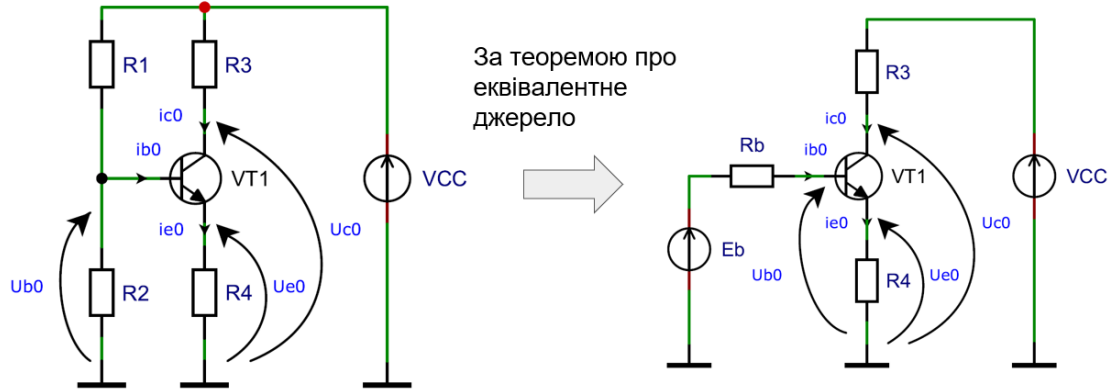 R1
R3
ic0
ib0
VT1
VCC
ie0
Uc0
Ub0
R2
R4
Ue0
За теоремою про
еквівалентне
джерело
R3
ic0
Rb
ib0
VT1
VCC
ie0
Uc0
Eb
Ub0
R4
Ue0